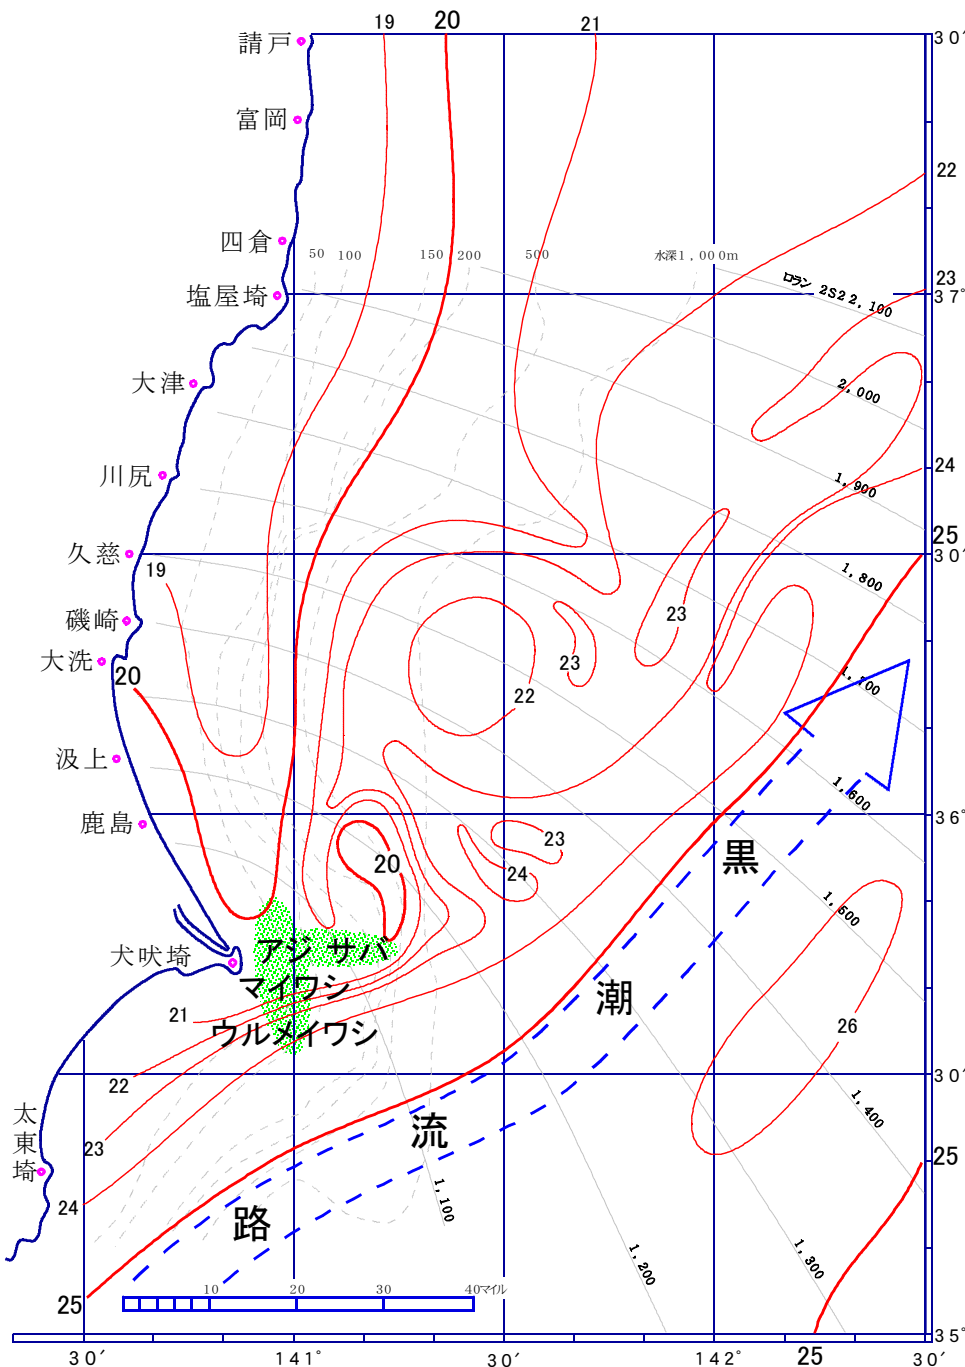 19
20
21
30′
請戸
富岡
22
四倉
50
100
150
200
500
水深1,000m
23
ロラン 2S22,100
37°
塩屋埼
大津
2,000
川尻
24
1,900
25
30′
久慈
19
1,800
磯崎
23
大洗
20
23
1,700
22
汲上
1,600
鹿島
36°
23
20
24
黒
1,500
犬吠埼
アジ サバ
マイワシ
潮
21
ウルメイワシ
26
30′
22
1,400
太東埼
流
23
25
24
1,100
路
1,200
1,300
25
10
20
30
40マイル
35°
30′
141°
30′
142°
25
30′